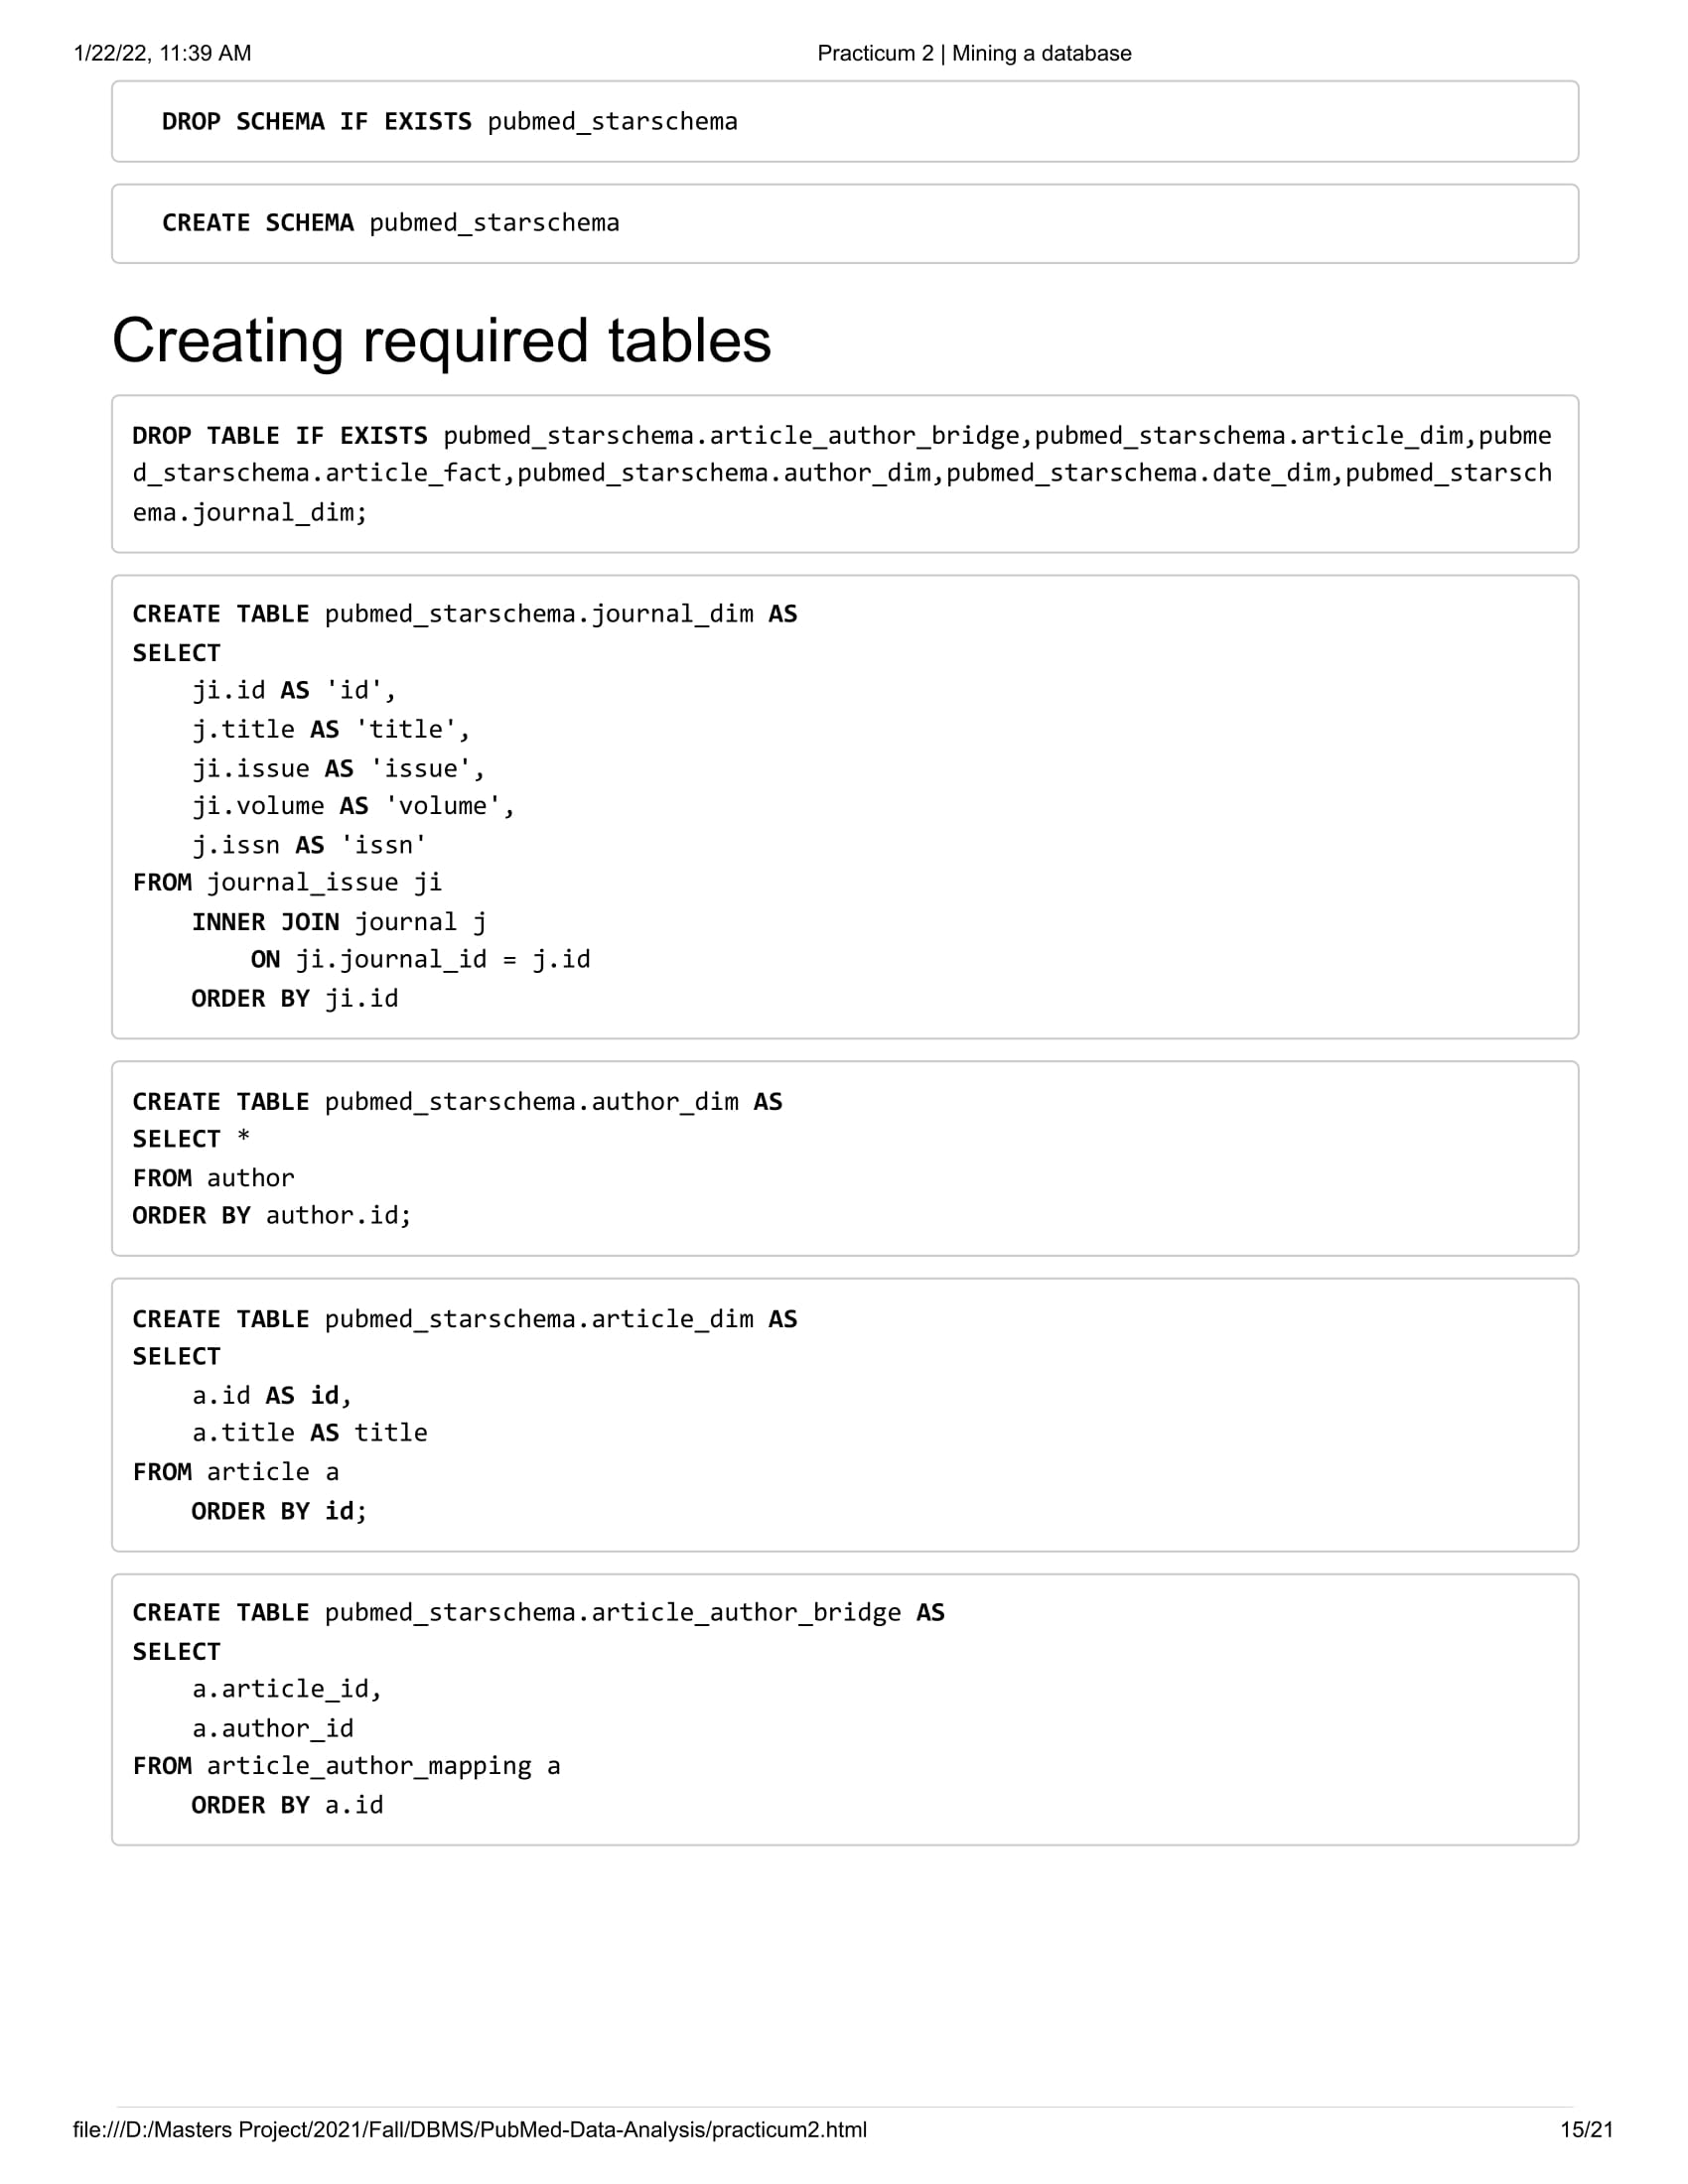 1/22/22, 11:39 AM Practicum 2 | Mining a database
DROP SCHEMA IF EXISTS pubmed_starschema
CREATE SCHEMA pubmed_starschema
Creating required tables
DROP TABLE IF EXISTS pubmed_starschema.article_author_bridge,pubmed_starschema.article_dim,pubme
d_starschema.article_fact,pubmed_starschema.author_dim,pubmed_starschema.date_dim,pubmed_starsch
ema.journal_dim;
CREATE TABLE pubmed_starschema.journal_dim AS
SELECT
    ji.id AS 'id',
    j.title AS 'title',
    ji.issue AS 'issue',
    ji.volume AS 'volume',
    j.issn AS 'issn'
FROM journal_issue ji
    INNER JOIN journal j
        ON ji.journal_id = j.id
    ORDER BY ji.id
CREATE TABLE pubmed_starschema.author_dim AS
SELECT *
FROM author
ORDER BY author.id;
CREATE TABLE pubmed_starschema.article_dim AS
SELECT
    a.id AS id,
    a.title AS title
FROM article a
    ORDER BY id;
CREATE TABLE pubmed_starschema.article_author_bridge AS
SELECT
    a.article_id,
    a.author_id
FROM article_author_mapping a
    ORDER BY a.id
file:///D:/Masters Project/2021/Fall/DBMS/PubMed-Data-Analysis/practicum2.html 15/21